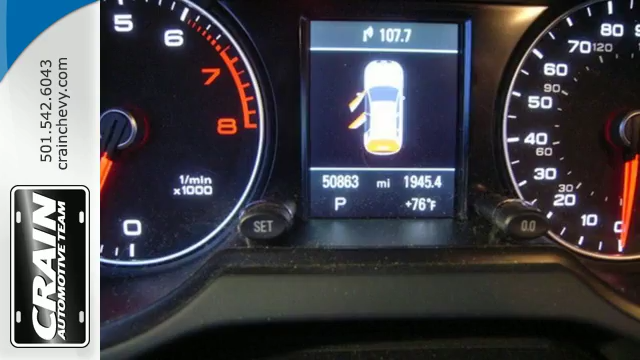 501.542.6043
crainchevy.com
CRAIN
AUTOMOTIVE TEAM
5
6
7
8
1/min
x1000
0
SET
107.7
50863 mi 1945.4
P +76°F
0.0
80
70 120
60
90
50
40
60
30
30
20
10
0